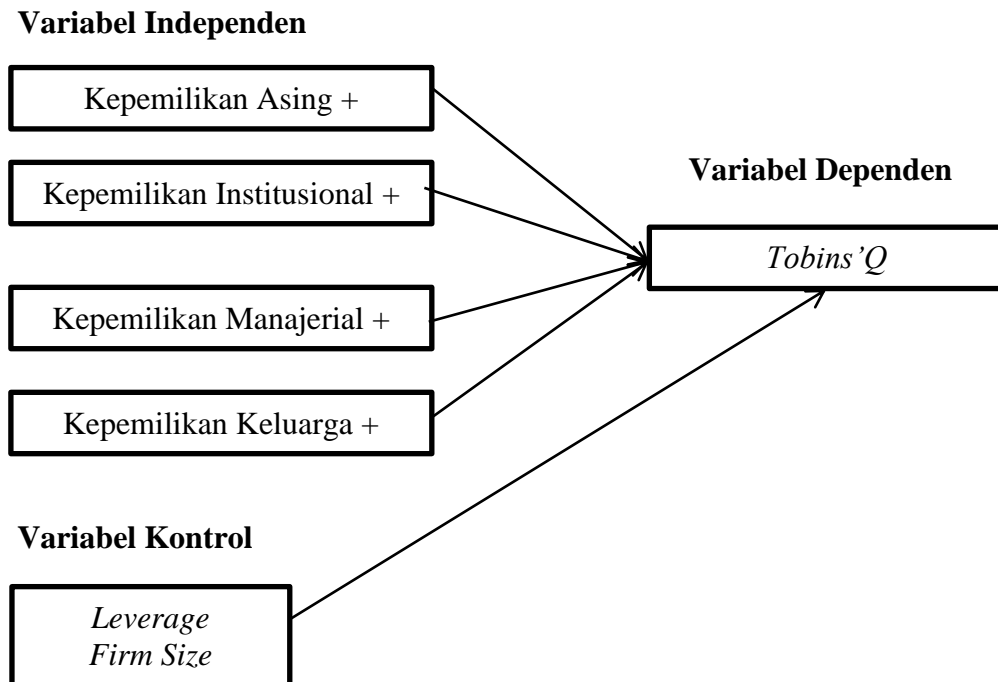 Variabel Independen
Kepemilikan Asing +
Kepemilikan Institusional +
Variabel Dependen
Tobins’Q
Kepemilikan Manajerial +
Kepemilikan Keluarga +
Variabel Kontrol
Leverage
Firm Size